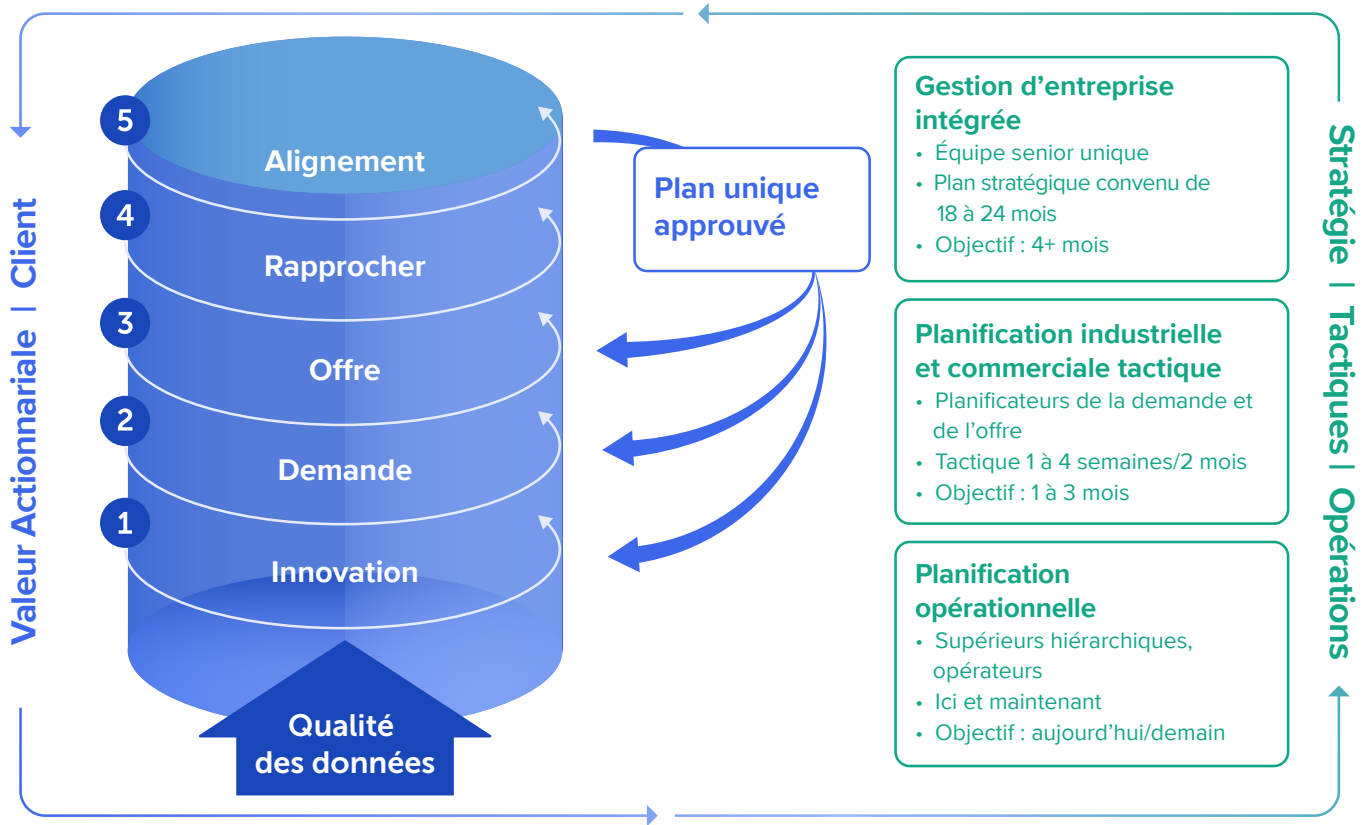 Valeur Actionnariale | Client
5
Alignement
4
Rapprocher
3
Offre
2
Demande
1
Innovation
Qualité
des données
Plan unique
approuvé
Gestion d’entreprise
intégrée
• Équipe senior unique
• Plan stratégique convenu de
18 à 24 mois
• Objectif : 4+ mois
Planification industrielle
et commerciale tactique
• Planificateurs de la demande et
de l’offre
• Tactique 1 à 4 semaines/2 mois
• Objectif : 1 à 3 mois
Planification
opérationnelle
• Supérieurs hiérarchiques,
opérateurs
• Ici et maintenant
• Objectif : aujourd’hui/demain
Stratégie | Tactiques | Opérations